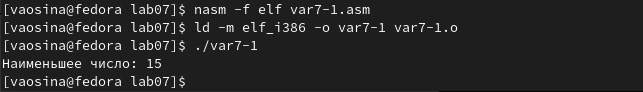 [vaosina@fedora lab07]$ nasm -f elf var7-1.asm
[vaosina@fedora lab07]$ ld -m elf_i386 -o var7-1 var7-1.o
[vaosina@fedora lab07]$ ./var7-1
Наименьшее число: 15
[vaosina@fedora lab07]$